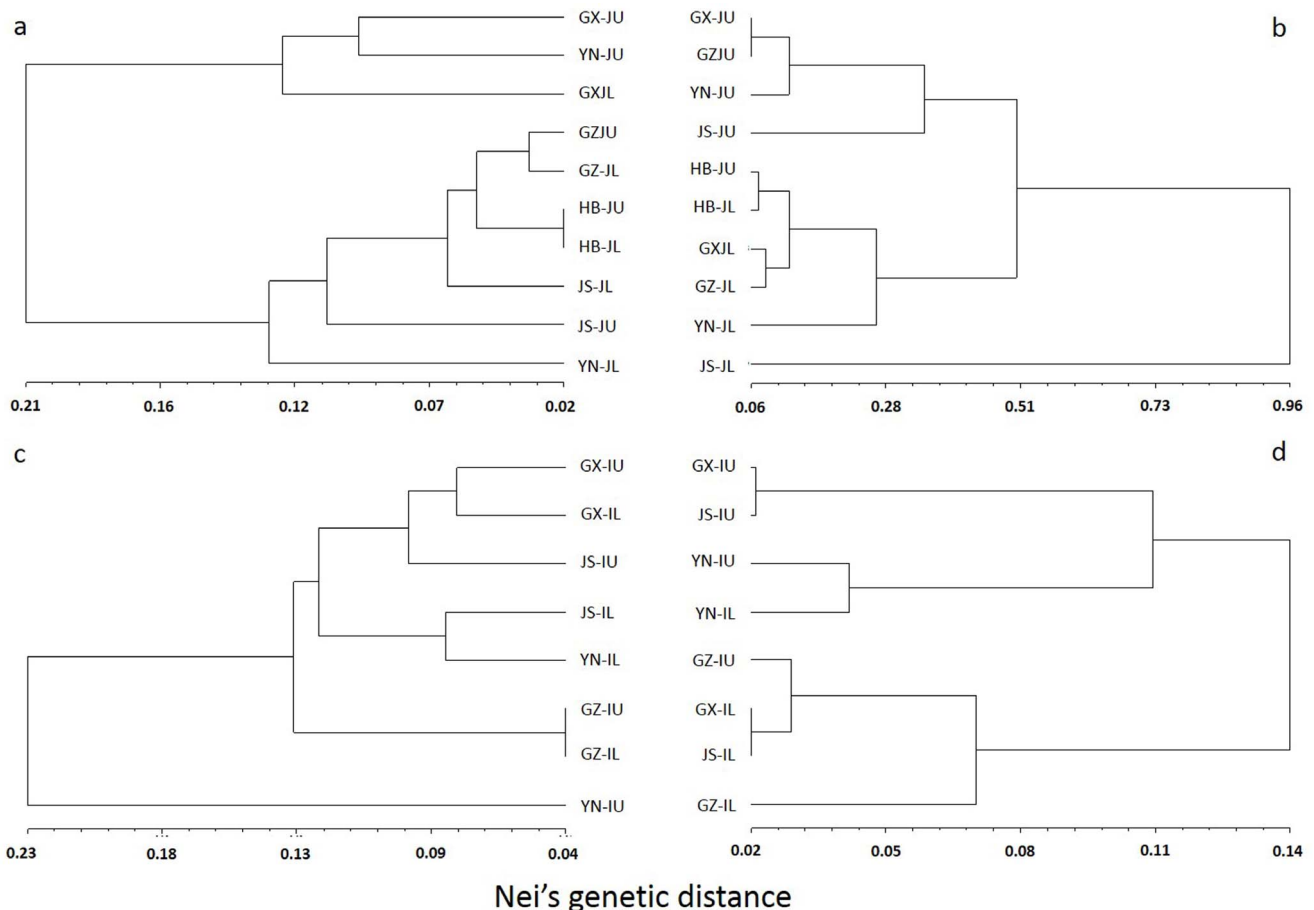 a
GX-JU
YN-JU
GXJL
GZJU
GZ-JL
HB-JU
HB-JL
JS-JL
JS-JU
YN-JL
0.21 0.16 0.12 0.07 0.02
b
GX-JU
GZJU
YN-JU
JS-JU
HB-JU
HB-JL
GXJL
GZ-JL
YN-JL
JS-JL
0.06 0.28 0.51 0.73 0.96
c
GX-IU
GX-IL
JS-IU
JS-IL
YN-IL
GZ-IU
GZ-IL
YN-IU
0.23 0.18 0.13 0.09 0.04
d
GX-IU
JS-IU
YN-IU
YN-IL
GZ-IU
GX-IL
JS-IL
GZ-IL
0.02 0.05 0.08 0.11 0.14
Nei's genetic distance